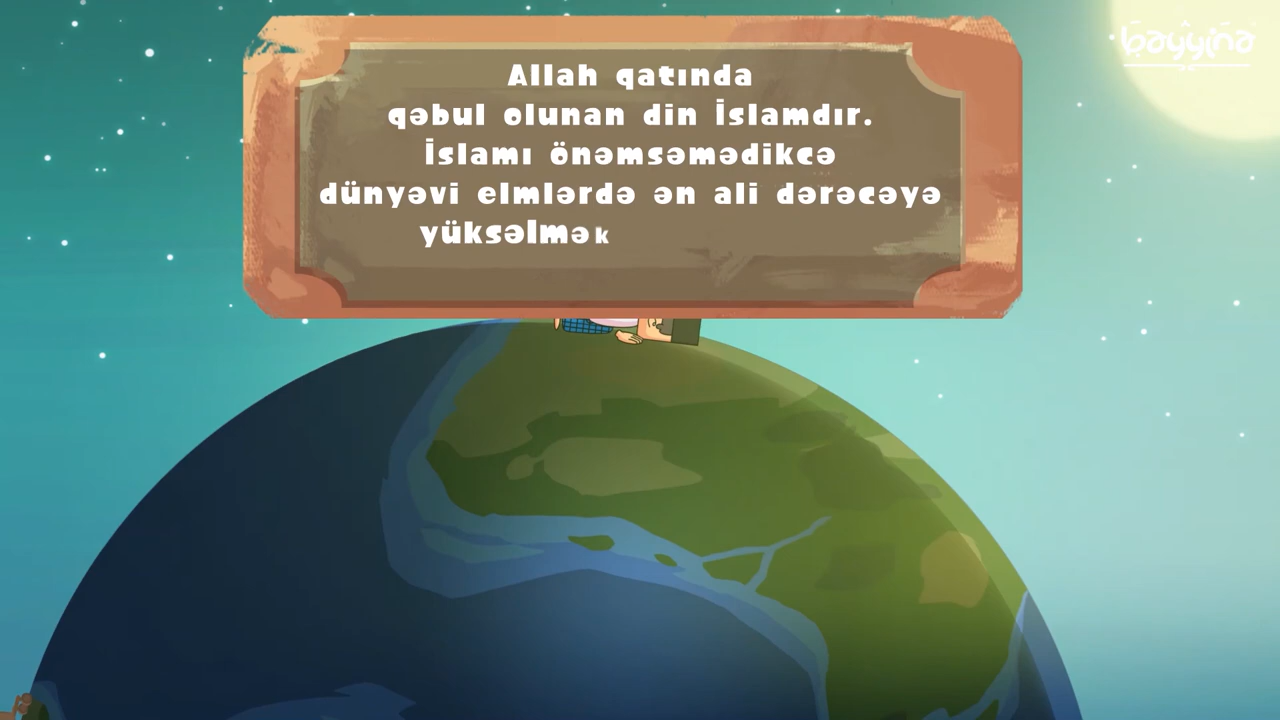 Allah qatında
qəbul olunan din İslamdır.
İslamı önəmsəmədikcə
dünyəvi elmlərdə ən ali dərəcəyə
yüksəlmək
bayyina